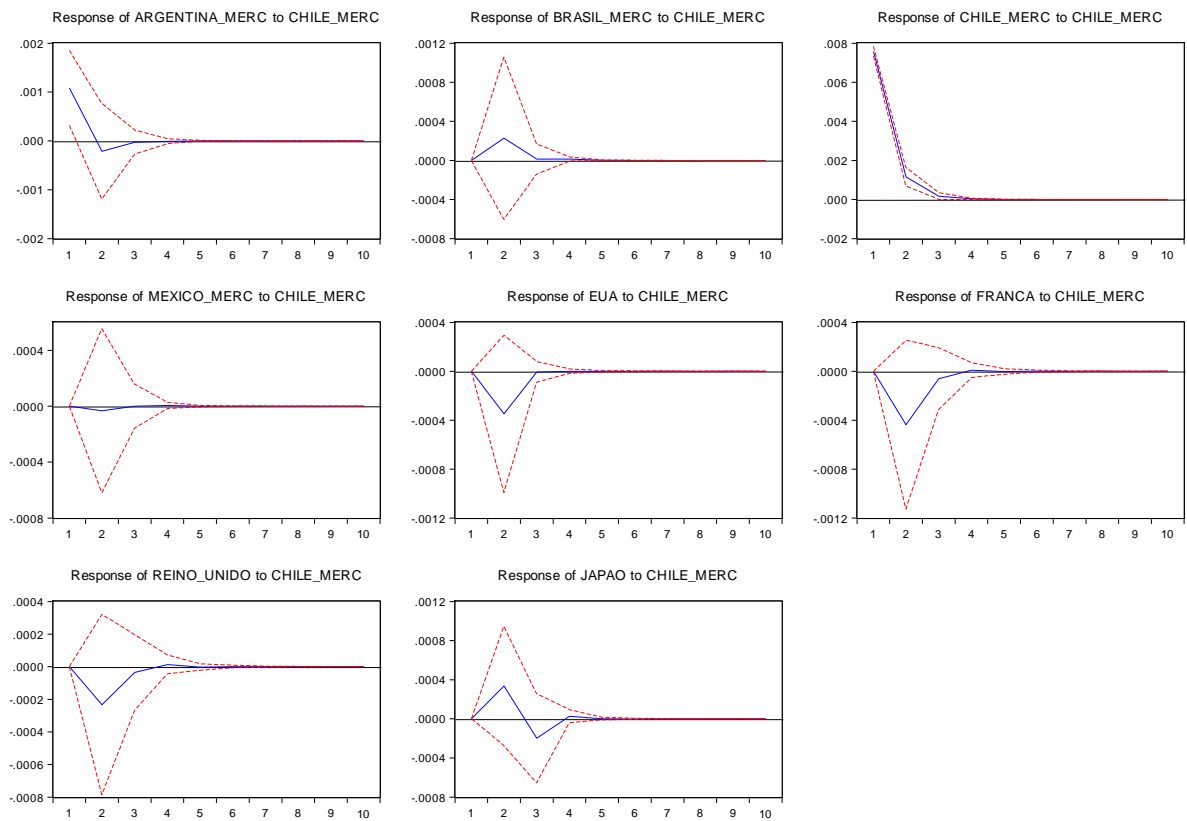 Response of ARGENTINA_MERC to CHILE_MERC
.002
.001
.000
-.001
-.002
1 2 3 4 5 6 7 8 9 10
Response of BRASIL_MERC to CHILE_MERC
.0012
.0008
.0004
.0000
-.0004
-.0008
1 2 3 4 5 6 7 8 9 10
Response of CHILE_MERC to CHILE_MERC
.008
.006
.004
.002
.000
-.002
1 2 3 4 5 6 7 8 9 10
Response of MEXICO_MERC to CHILE_MERC
.0004
.0000
-.0004
-.0008
1 2 3 4 5 6 7 8 9 10
Response of EUA to CHILE_MERC
.0004
.0000
-.0004
-.0008
-.0012
1 2 3 4 5 6 7 8 9 10
Response of FRANCA to CHILE_MERC
.0004
.0000
-.0004
-.0008
-.0012
1 2 3 4 5 6 7 8 9 10
Response of REINO_UNIDO to CHILE_MERC
.0004
.0002
.0000
-.0002
-.0004
-.0006
-.0008
1 2 3 4 5 6 7 8 9 10
Response of JAPAO to CHILE_MERC
.0012
.0008
.0004
.0000
-.0004
-.0008
1 2 3 4 5 6 7 8 9 10